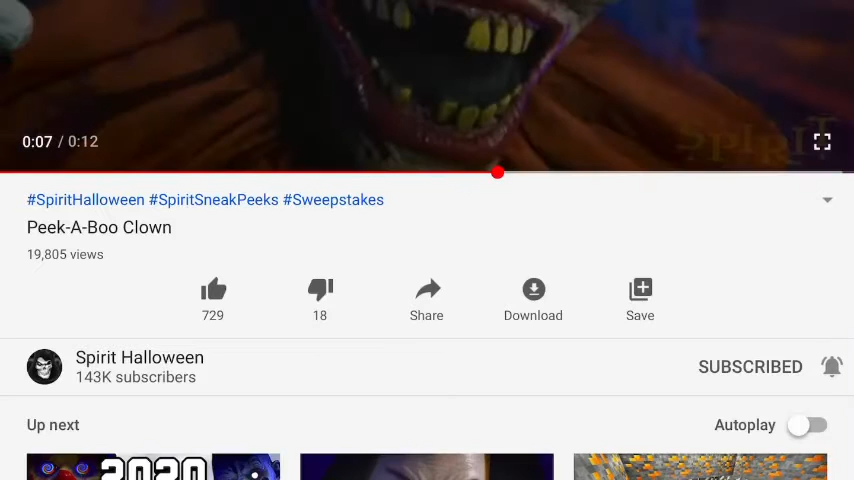 0:07 / 0:12
SPIRIT
#SpiritHalloween #SpiritSneakPeeks #Sweepstakes
Peek-A-Boo Clown
19,805 views
729
18
Share
Download
Save
Spirit Halloween
143K subscribers
SUBSCRIBED
Up next
Autoplay
2020